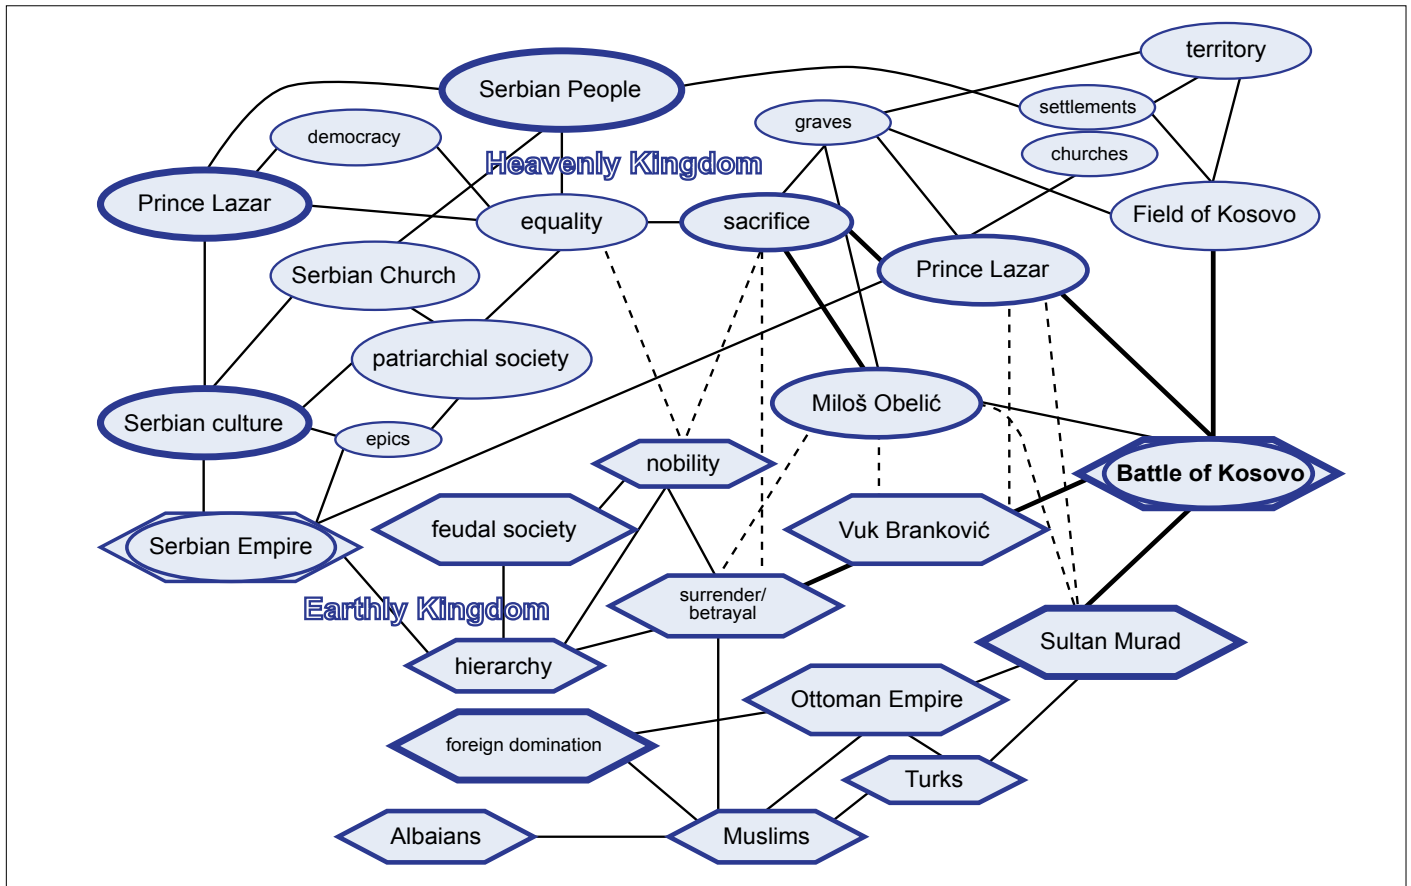 territory
Serbian People
settlements
graves
democracy
churches
Heavenly Kingdom
Prince Lazar
equality
sacrifice
Field of Kosovo
Serbian Church
Prince Lazar
patriarchial society
Miloš Obelić
Serbian culture
epics
nobility
Battle of Kosovo
feudal society
Vuk Branković
Serbian Empire
surrender/
betrayal
Earthly Kingdom
Sultan Murad
hierarchy
Ottoman Empire
foreign domination
Turks
Albaians
Muslims